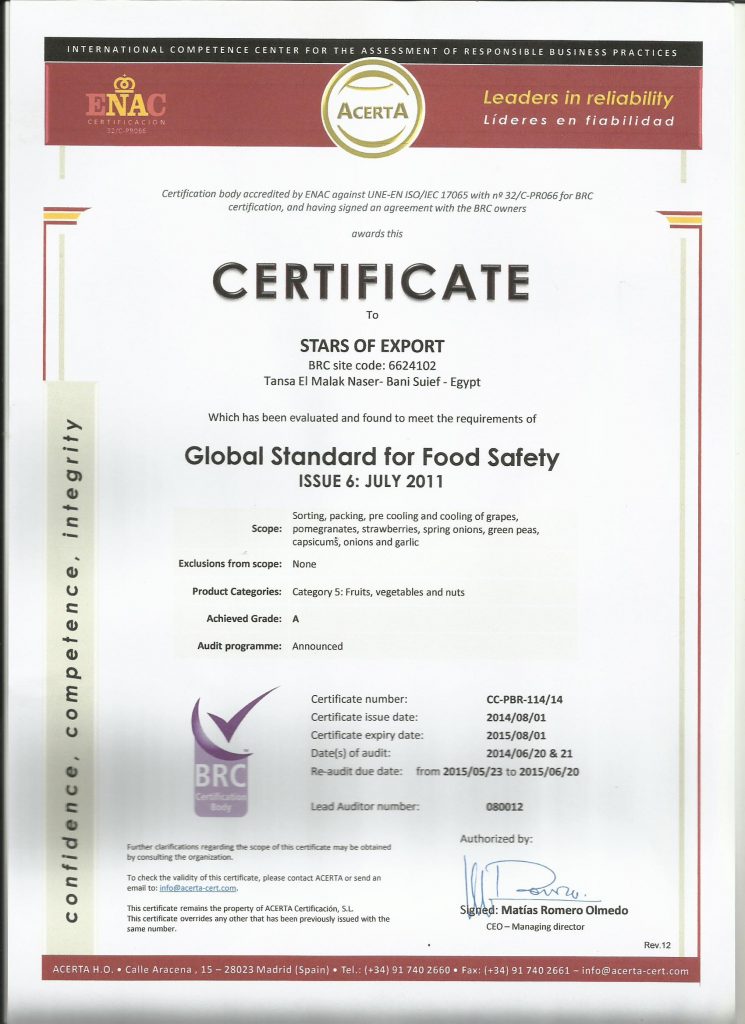 INTERNATIONAL COMPETENCE CENTER FOR THE ASSESSMENT OF RESPONSIBLE BUSINESS PRACTICES
ENAC
CERTIFICACIÓN
32/C-PR066
ACERTA
Leaders in reliability
Líderes en fiabilidad
Certification body accredited by ENAC against UNE-EN ISO/IEC 17065 with nº 32/C-PR066 for BRC
certification, and having signed an agreement with the BRC owners
awards this
CERTIFICATE
To
STARS OF EXPORT
BRC site code: 6624102
Tansa El Malak Naser- Bani Suief - Egypt
Which has been evaluated and found to meet the requirements of
Global Standard for Food Safety
ISSUE 6: JULY 2011
Scope: Sorting, packing, pre cooling and cooling of grapes,
pomegranates, strawberries, spring onions, green peas,
capsicums, onions and garlic
Exclusions from scope: None
Product Categories: Category 5: Fruits, vegetables and nuts
Achieved Grade: A
Audit programme: Announced
confidence, competence, integrity
BRC
Certification
Body
TM
Certificate number: CC-PBR-114/14
Certificate issue date: 2014/08/01
Certificate expiry date: 2015/08/01
Date(s) of audit: 2014/06/20 & 21
Re-audit due date: from 2015/05/23 to 2015/06/20
Lead Auditor number: 080012
Further clarifications regarding the scope of this certificate may be obtained
by consulting the organization.
To check the validity of this certificate, please contact ACERTA or send an
email to: info@acerta-cert.com.
This certificate remains the property of ACERTA Certificación, S.L.
This certificate overrides any other that has been previously issued with the
same number.
Authorized by:
Signed: Matías Romero Olmedo
CEO – Managing director
Rev.12
ACERTA H.O. • Calle Aracena , 15 – 28023 Madrid (Spain) • Tel.: (+34) 91 740 2660 • Fax: (+34) 91 740 2661 – info@acerta-cert.com